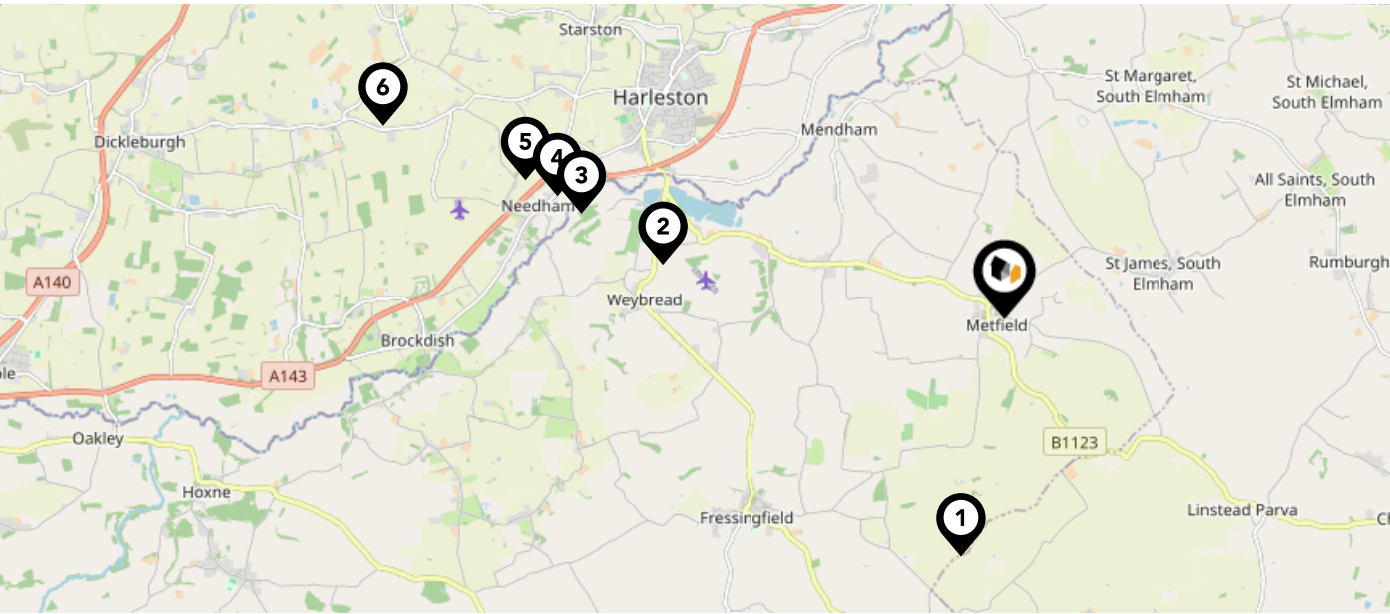 Starston
St Margaret,
South Elmham
St Michael,
South Elmham
6
Harleston
Mendham
Dickleburgh
5
4
3
All Saints, South
Elmham
Needham
2
St James, South
Elmham
Rumburgh
A140
Weybread
Metfield
Brockdish
A143
ple
Oakley
B1123
Hoxne
Linstead Parva
Fressingfield
1